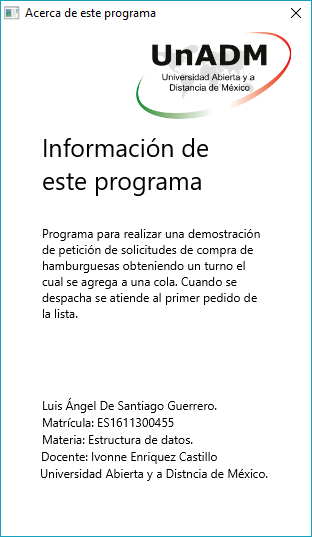 Acerca de este programa
UnADM
Universidad Abierta y a
Distancia de México
Información de
este programa
Programa para realizar una demostración
de petición de solicitudes de compra de
hamburguesas obteniendo un turno el
cual se agrega a una cola. Cuando se
despacha se atiende al primer pedido de
la lista.
Luis Ángel De Santiago Guerrero.
Matrícula: ES1611300455
Materia: Estructura de datos.
Docente: Ivonne Enriquez Castillo
Universidad Abierta y a Distncia de México.